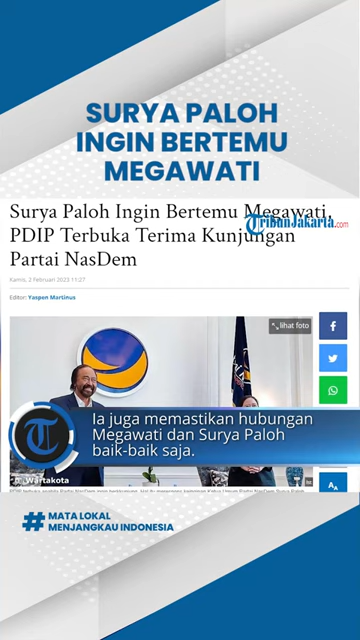 SURYA PALOH
INGIN BERTEMU
MEGAWATI
Surya Paloh Ingin Bertemu Megawati,
TribunJakarta.com
PDIP Terbuka Terima Kunjungan
Partai NasDem
Kamis, 2 Februari 2023 11:27
Editor: Yaspen Martinus
lihat foto
Ia juga memastikan hubungan
Megawati dan Surya Paloh
baik-baik saja.
Wartakota
# MATA LOKAL
MENJANGKAU INDONESIA